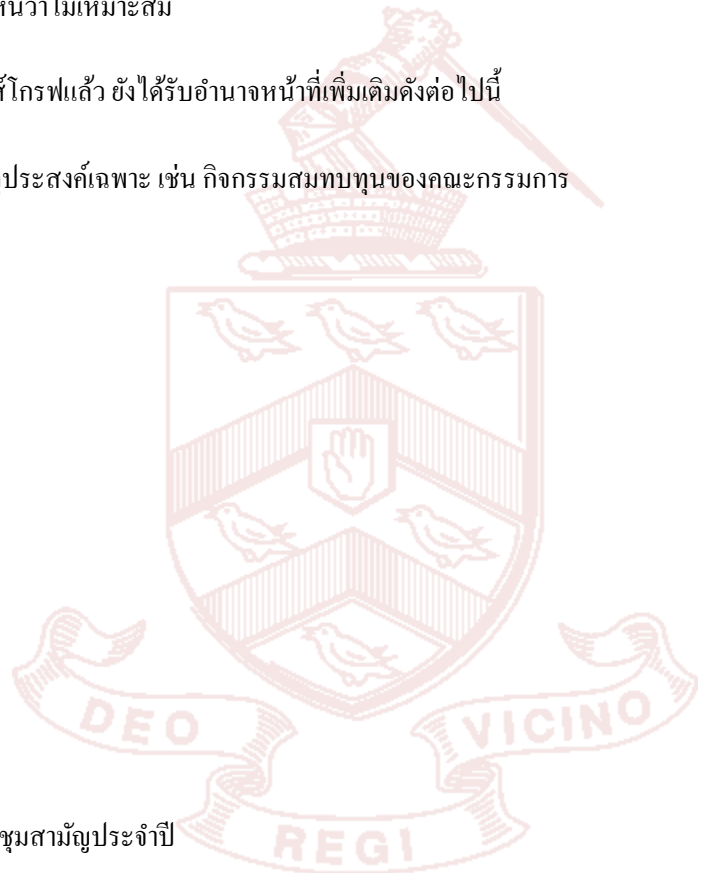 ว่าไม่เหมาะสม
โกรฟแล้ว ยังได้รับอำนาจหน้าที่เพิ่มเติมดังต่อไปนี้
ประสงค์เฉพาะ เช่น กิจกรรมสมทบทุนของคณะกรรมการ
DEO
VICINO
REGI
ชุมสามัญประจำปี